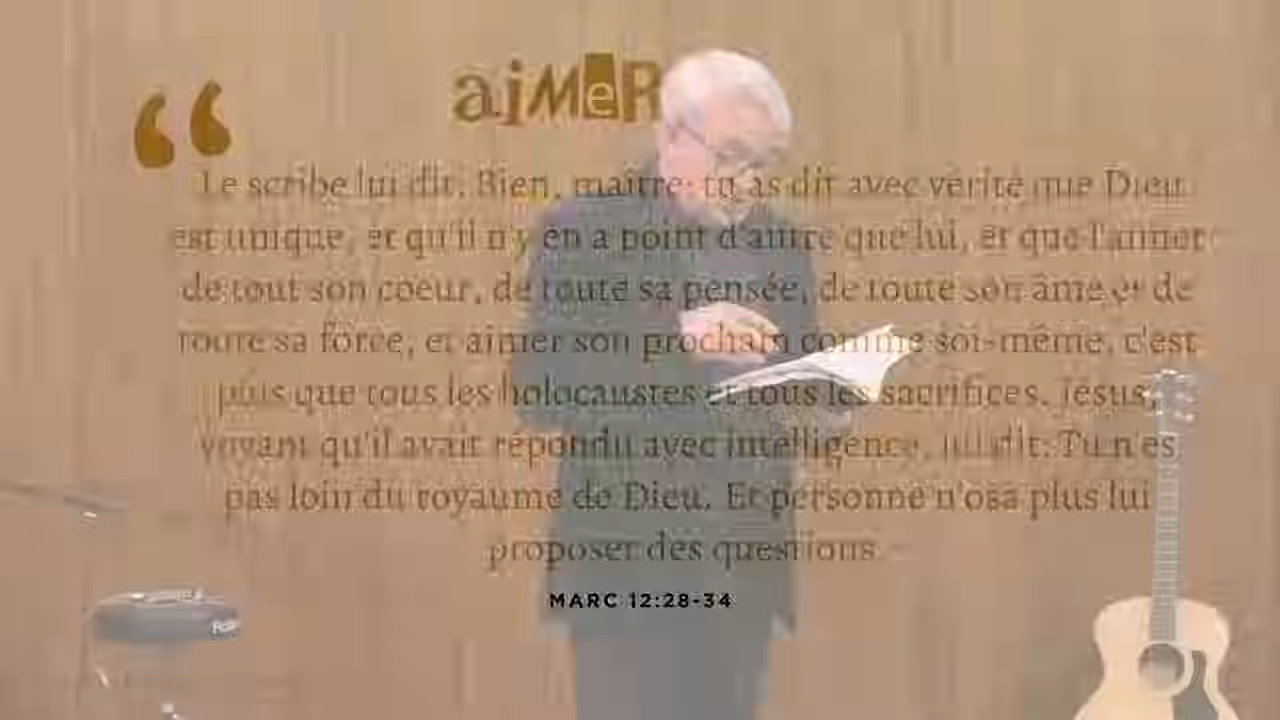 aiMeR
“
Le scribe lui dit: Bien, maître; tu as dit avec vérité que Dieu
est unique, et qu'il n'y en a point d'autre que lui, et que l'aimer
de tout son coeur, de toute sa pensée, de toute son âme et de
toute sa force, et aimer son prochain comme soi-même, c'est
plus que tous les holocaustes et tous les sacrifices. Jésus,
voyant qu'il avait répondu avec intelligence, lui dit: Tu n'es
pas loin du royaume de Dieu. Et personne n'osa plus lui
proposer des questions.
MARC 12:28-34